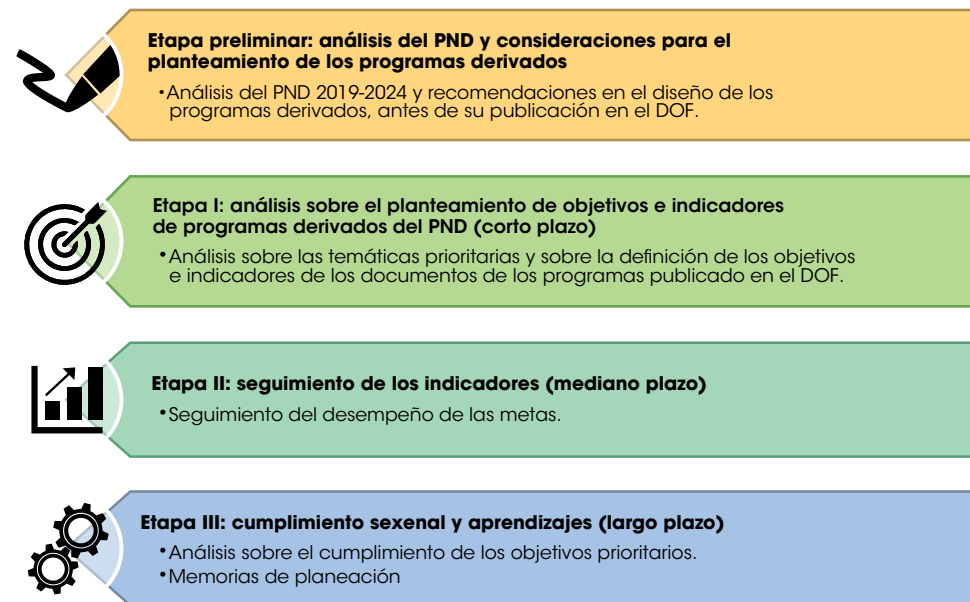 Etapa preliminar: análisis del PND y consideraciones para el
planteamiento de los programas derivados
•Análisis del PND 2019-2024 y recomendaciones en el diseño de los
programas derivados, antes de su publicación en el DOF.
Etapa I: análisis sobre el planteamiento de objetivos e indicadores
de programas derivados del PND (corto plazo)
•Análisis sobre las temáticas prioritarias y sobre la definición de los objetivos
e indicadores de los documentos de los programas publicado en el DOF.
Etapa II: seguimiento de los indicadores (mediano plazo)
•Seguimiento del desempeño de las metas.
Etapa III: cumplimiento sexenal y aprendizajes (largo plazo)
•Análisis sobre el cumplimiento de los objetivos prioritarios.
•Memorias de planeación